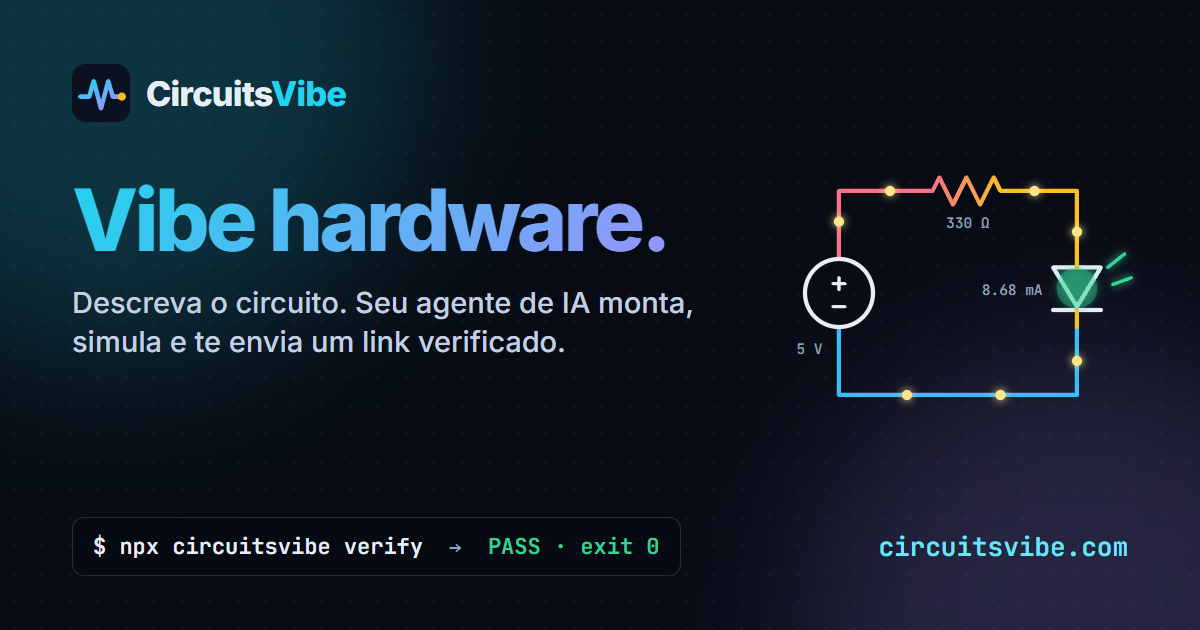 CircuitsVibe
Vibe hardware.
Descreva o circuito. Seu agente de IA monta,
simula e te envia um link verificado.
330 Ω
8.68 mA
5 V
$ npx circuitsvibe verify → PASS · exit 0
circuitsvibe.com